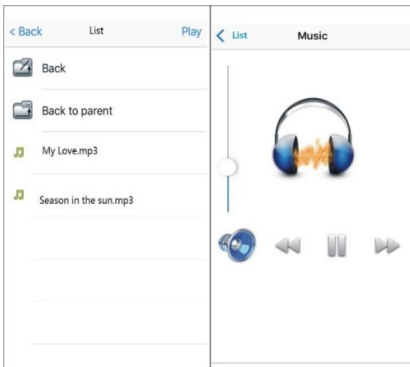 < Back List Play
Back
Back to parent
My Love.mp3
Season in the sun.mp3
List Music